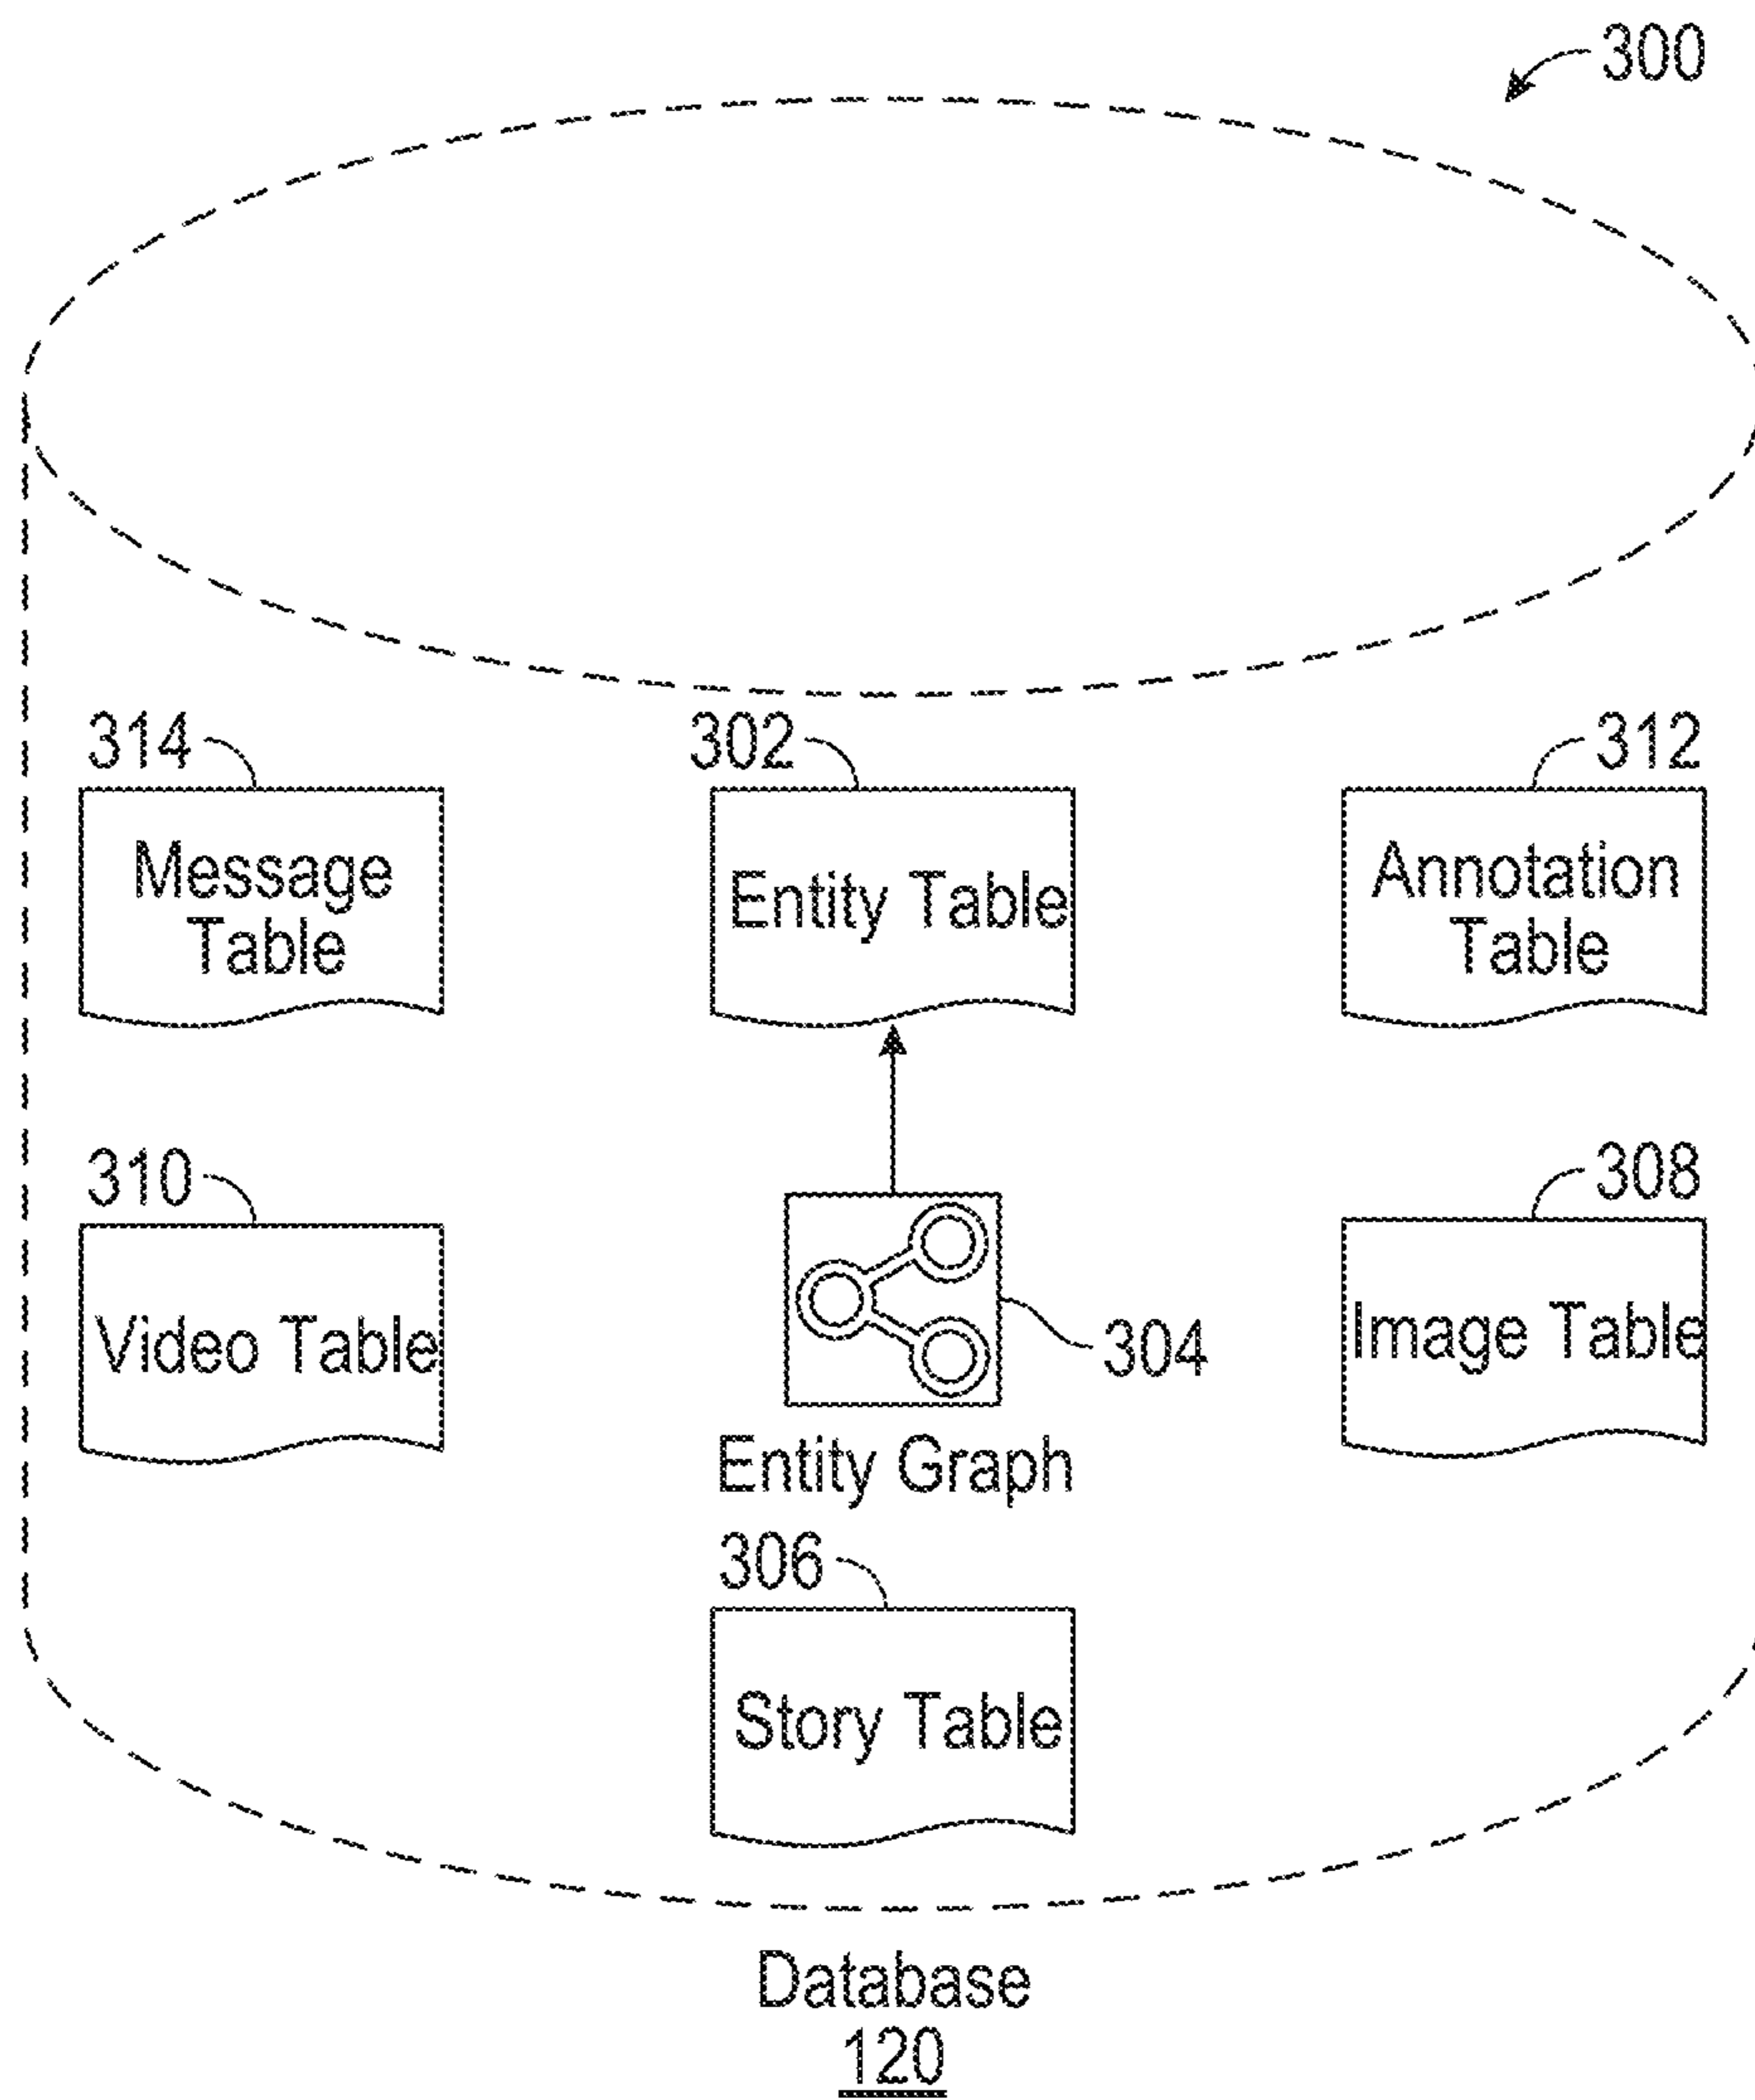 300
314
302
312
Message
Table
Entity Table
Annotation
Table
310
308
Video Table
304
Image Table
Entity Graph
306
Story Table
Database
120